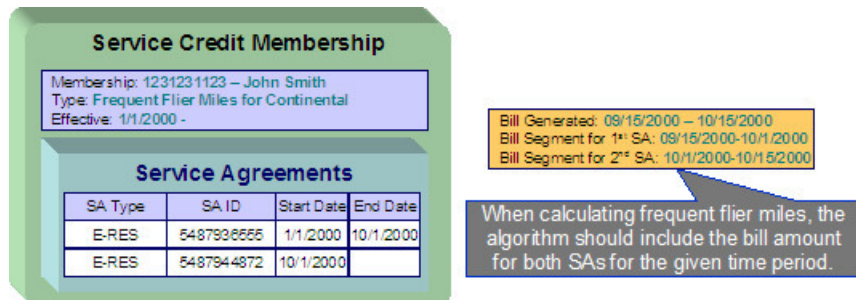 Service Credit Membership
Membership: 1231231123 – John Smith
Type: Frequent Flier Miles for Continental
Effective: 1/1/2000 -
Service Agreements
SA Type SA ID Start Date End Date
E-RES 5487936555 1/1/2000 10/1/2000
E-RES 5487944872 10/1/2000
Bill Generated: 09/15/2000 – 10/15/2000
Bill Segment for 1st SA: 09/15/2000-10/1/2000
Bill Segment for 2nd SA: 10/1/2000-10/15/2000
When calculating frequent flier miles, the
algorithm should include the bill amount
for both SAs for the given time period.